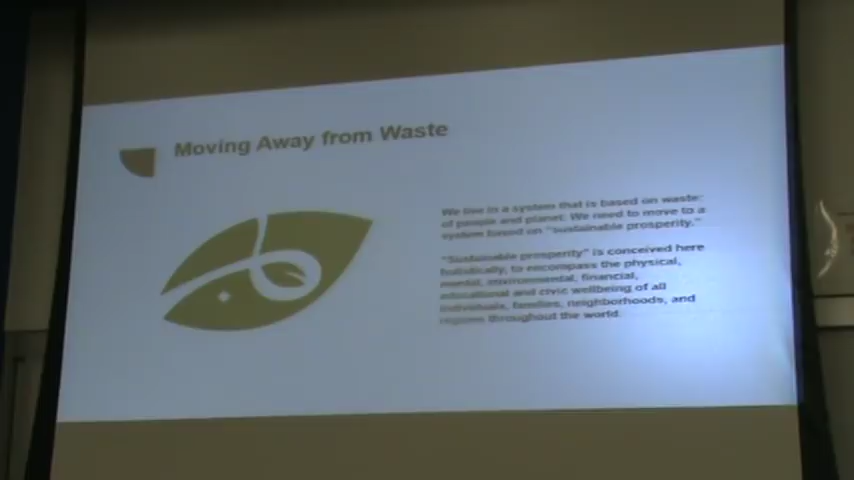 Moving Away from Waste
We live in a system that is based on waste:
of people and planet. We need to move to a
system based on "sustainable prosperity."
"Sustainable prosperity" is conceived here
holistically, to encompass the physical,
mental, environmental, financial,
educational and civic wellbeing of all
individuals, families, neighborhoods, and
regions throughout the world.